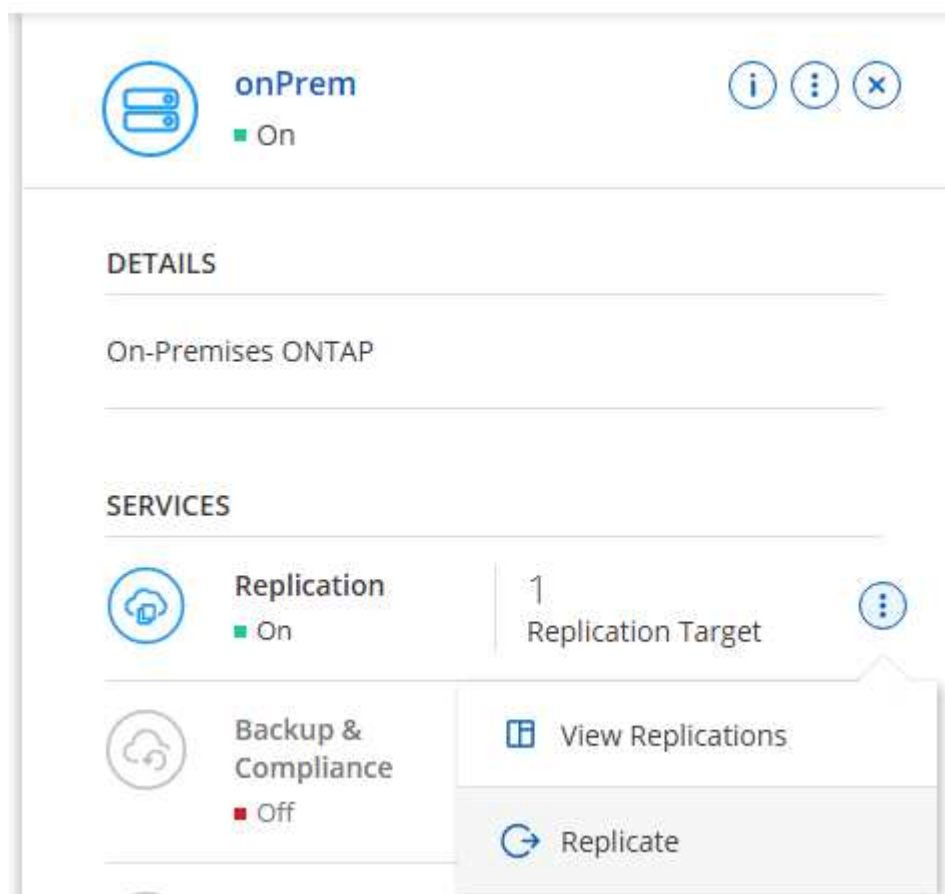 onPrem
On
DETAILS
On-Premises ONTAP
SERVICES
Replication
On
1
Replication Target
Backup &
Compliance
Off
View Replications
Replicate